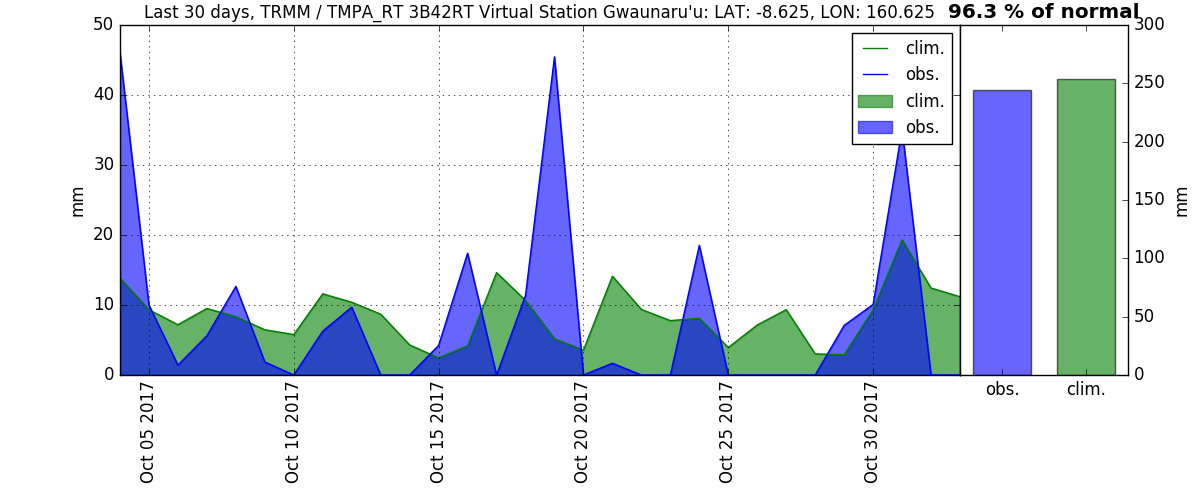 Last 30 days, TRMM / TMPA_RT 3B42RT Virtual Station Gwaunaru'u: LAT: -8.625, LON: 160.625 96.3 % of normal
50
40
30
20
10
0
mm
clim.
obs.
clim.
obs.
Oct 05 2017
Oct 10 2017
Oct 15 2017
Oct 20 2017
Oct 25 2017
Oct 30 2017
300
250
200
150
100
50
0
mm
obs.
clim.